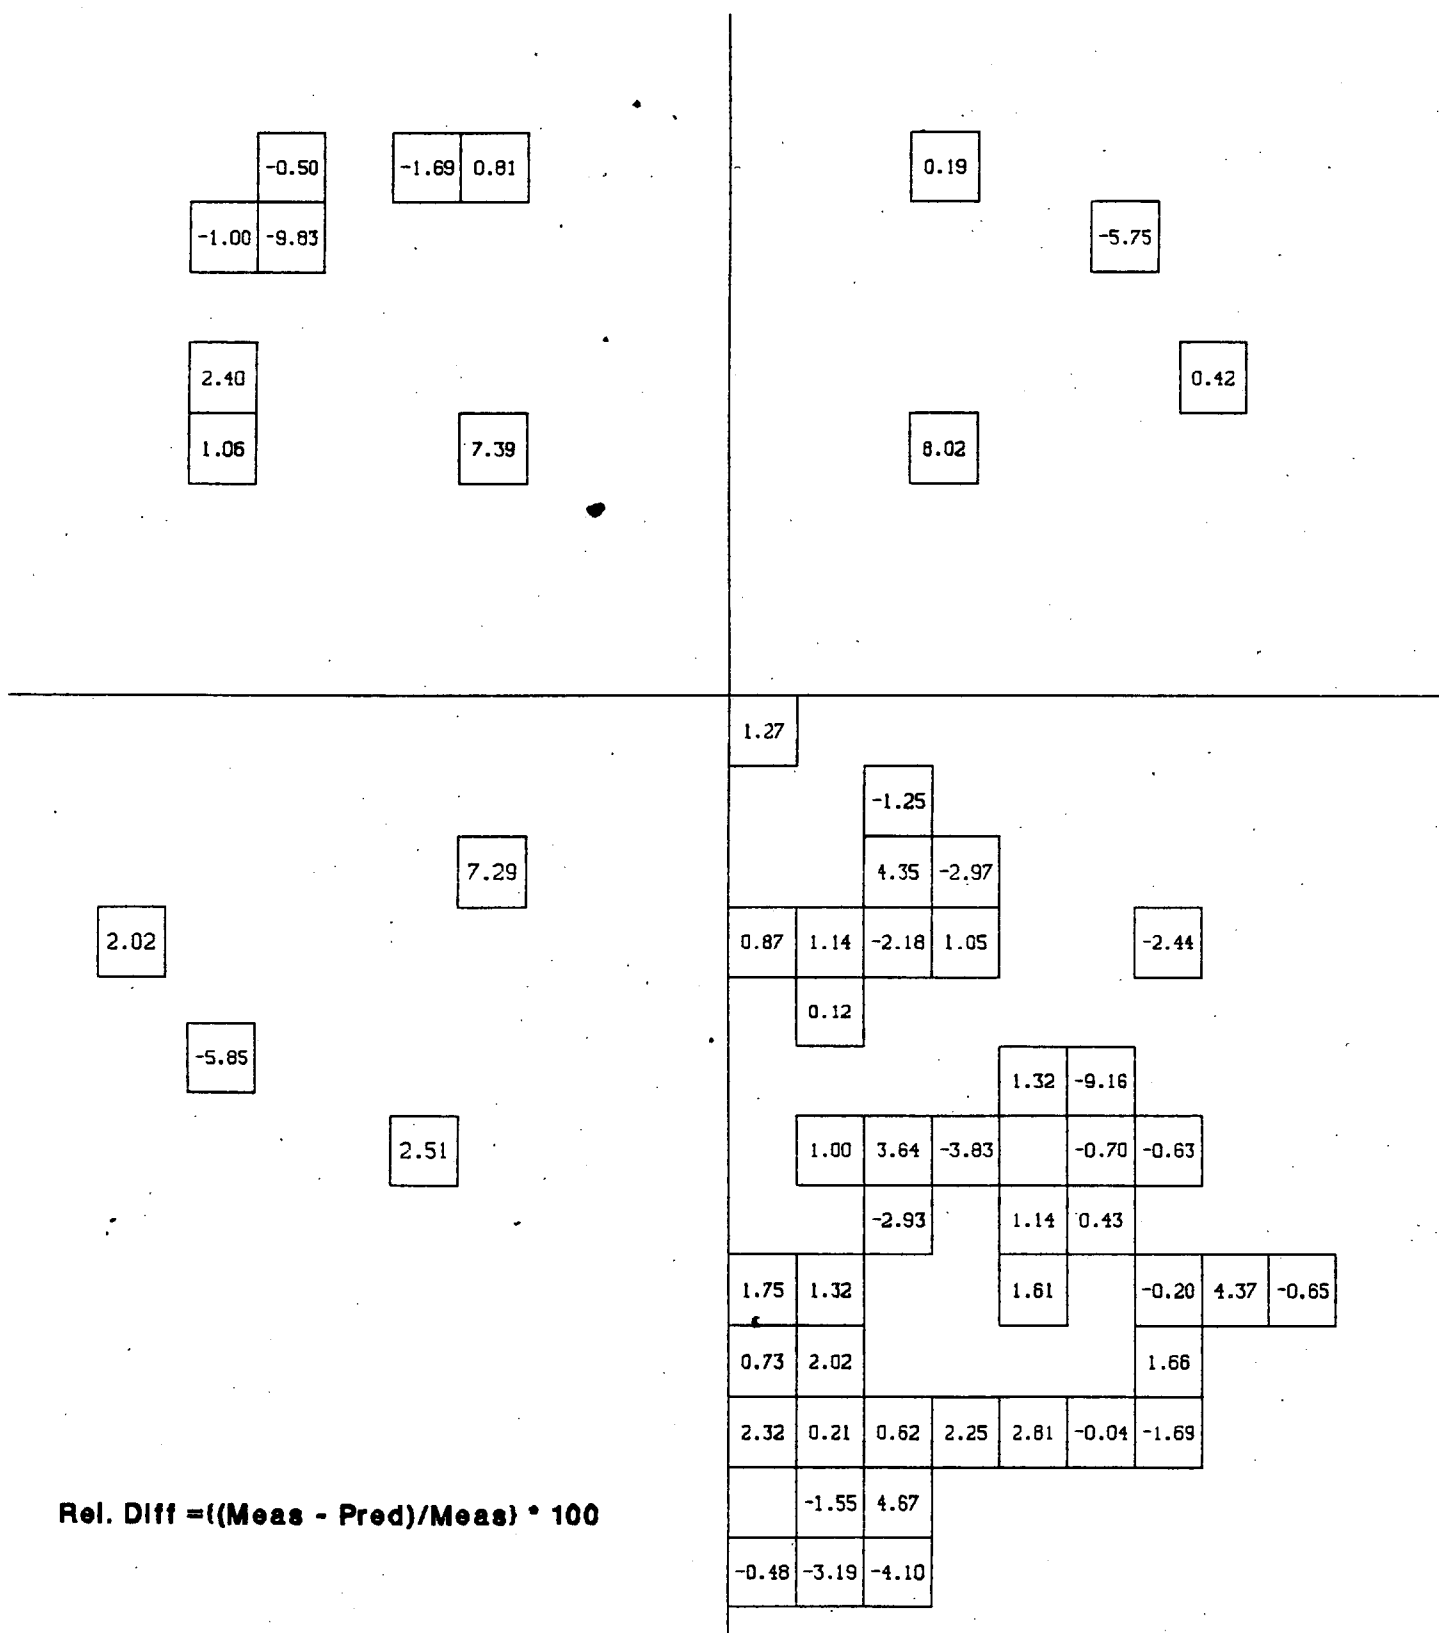 -0.50 -1.69 0.81 0.19
-1.00 -9.83 -5.75
2.40 0.42
1.06 7.39 8.02
1.27
-1.25
7.29 4.35 -2.97
2.02 0.87 1.14 -2.18 1.05 -2.44
0.12
-5.85 1.32 -9.16
2.51 1.00 3.64 -3.83 -0.70 -0.63
-2.93 1.14 0.43
1.75 1.32 1.61 -0.20 4.37 -0.65
0.73 2.02 1.66
2.32 0.21 0.62 2.25 2.81 -0.04 -1.69
-1.55 4.67
Rel. Diff ={(Meas - Pred)/Meas} * 100
-0.48 -3.19 -4.10